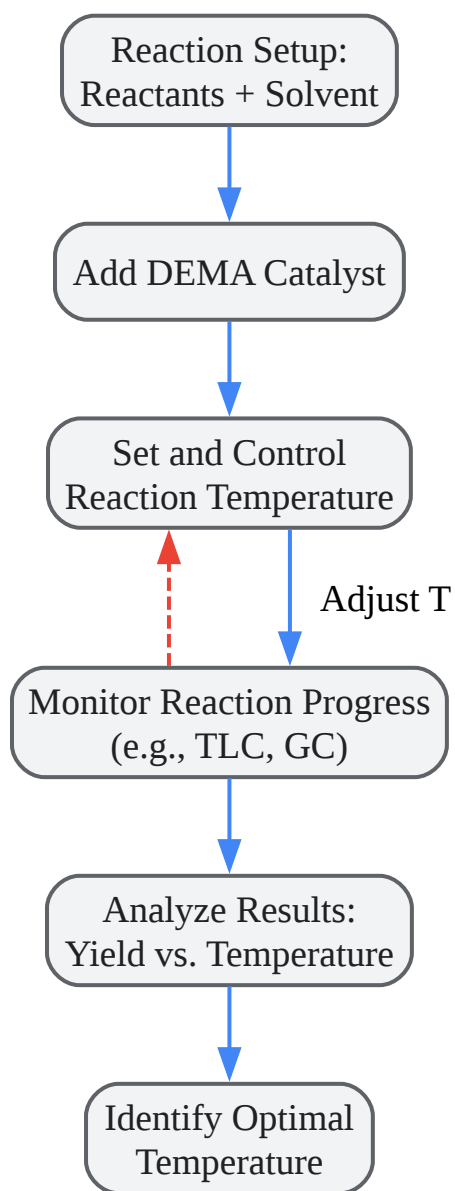 Reaction Setup:
Reactants + Solvent
Add DEMA Catalyst
Set and Control
Reaction Temperature
Adjust T
Monitor Reaction Progress
(e.g., TLC, GC)
Analyze Results:
Yield vs. Temperature
Identify Optimal
Temperature